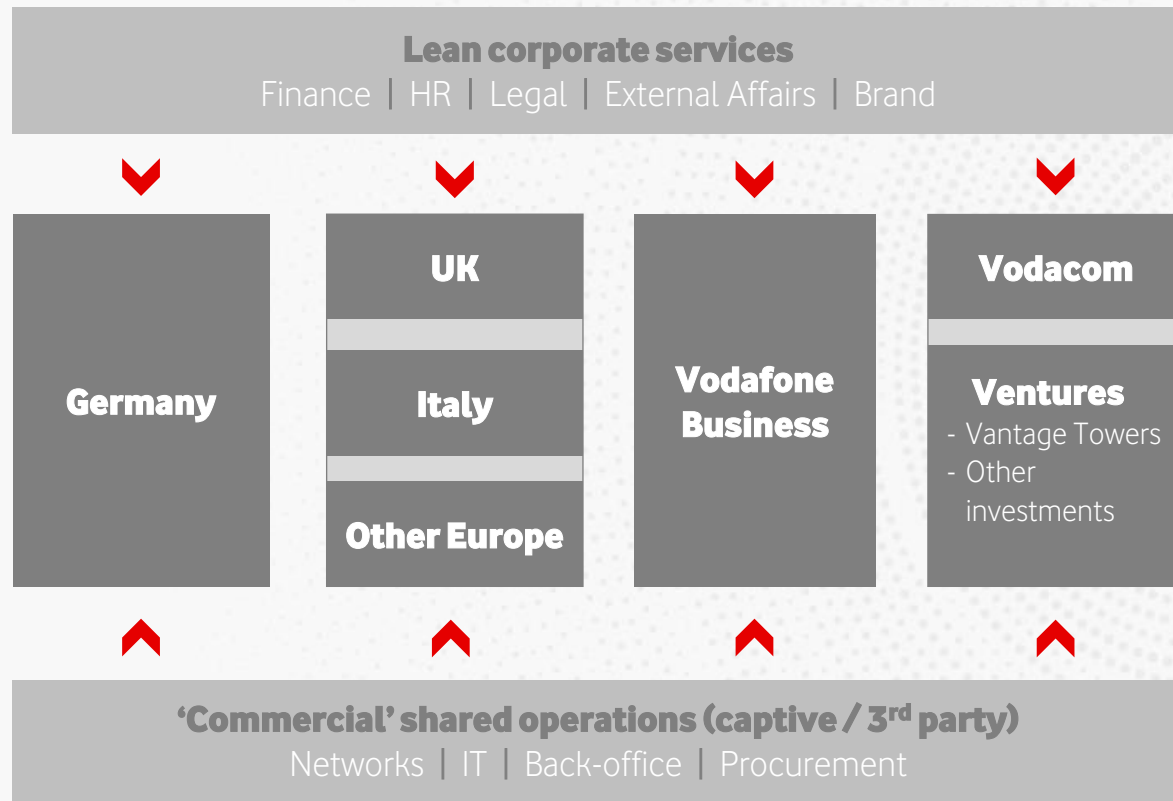 Lean corporate services
Finance | HR | Legal | External Affairs | Brand
Germany
UK
Italy
Other Europe
Vodafone
Business
Vodacom
Ventures
- Vantage Towers
- Other
investments
‘Commercial’ shared operations (captive / 3rd party)
Networks | IT | Back-office | Procurement